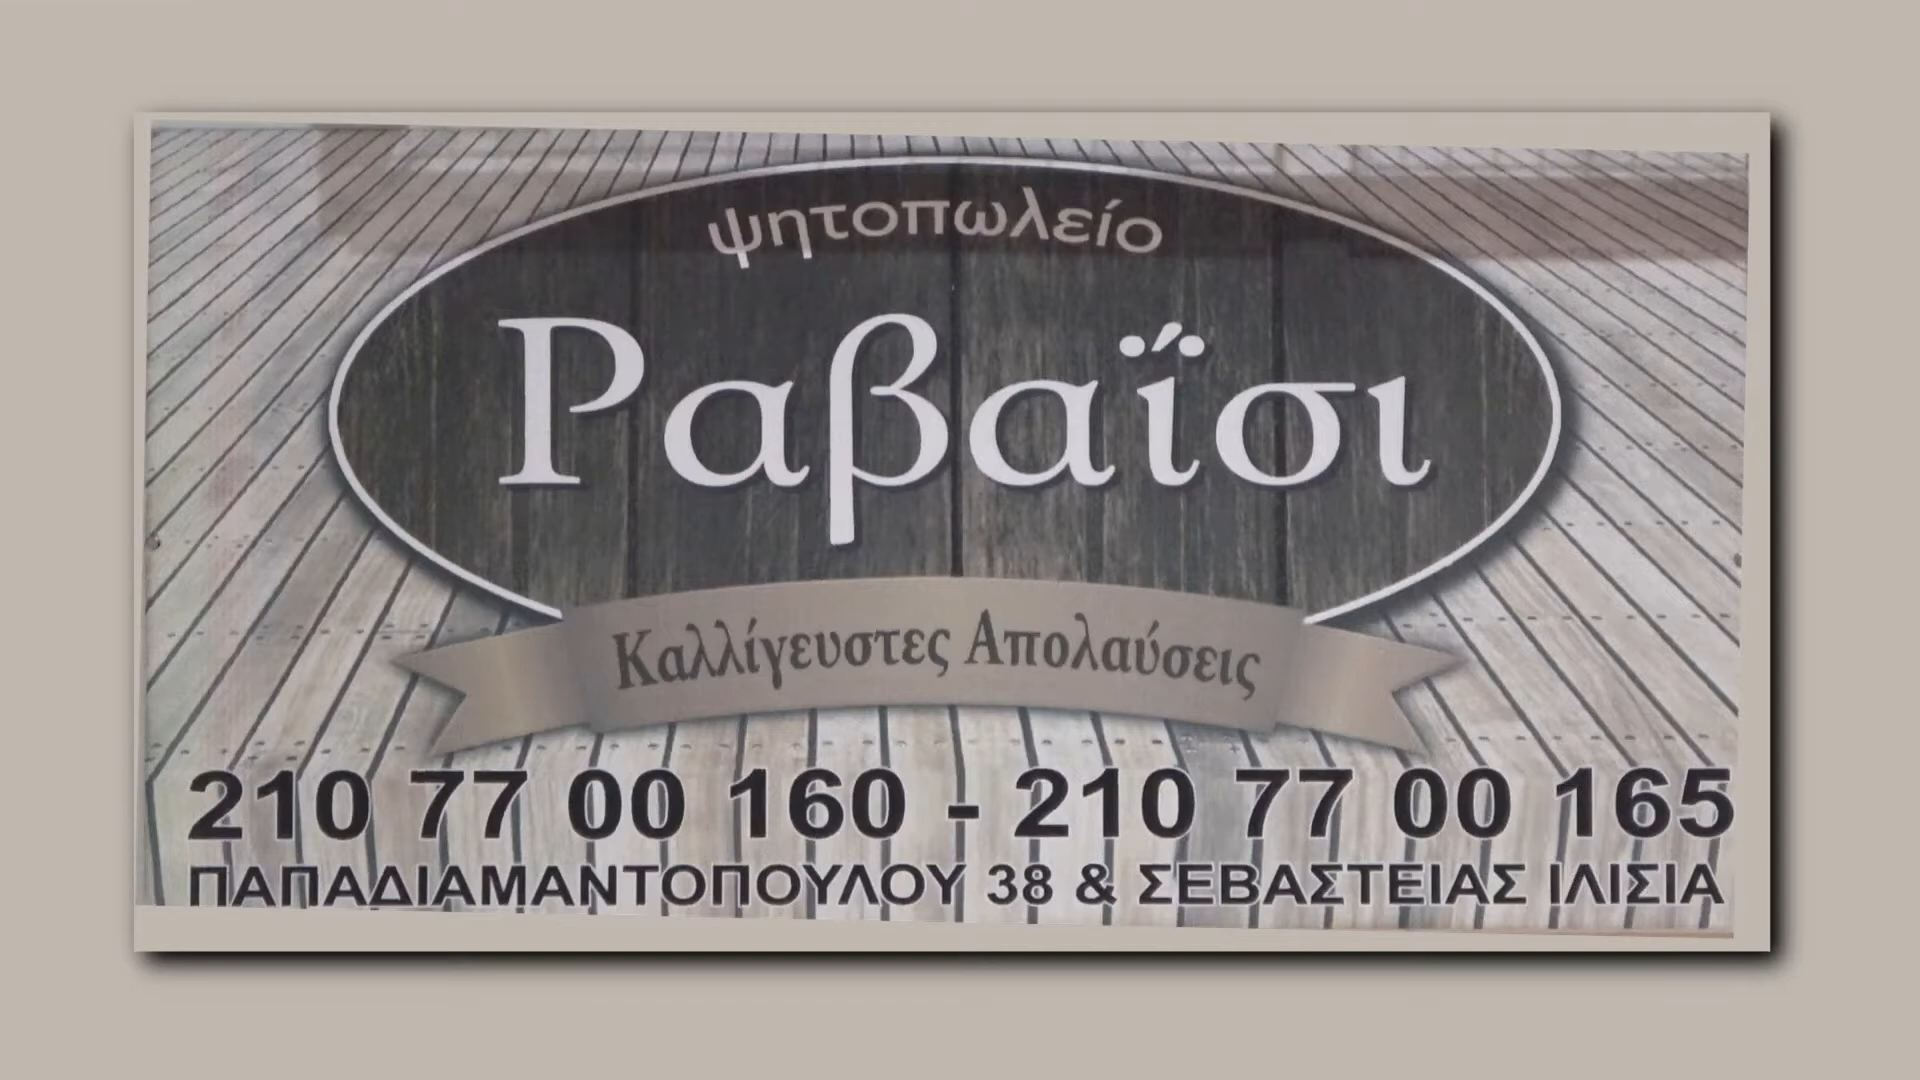 ψητοπωλείο
Ραβαΐσι
Καλλίγευστες Απολαύσεις
210 77 00 160 - 210 77 00 165
ΠΑΠΑΔΙΑΜΑΝΤΟΠΟΥΛΟΥ 38 & ΣΕΒΑΣΤΕΙΑΣ ΙΛΙΣΙΑ